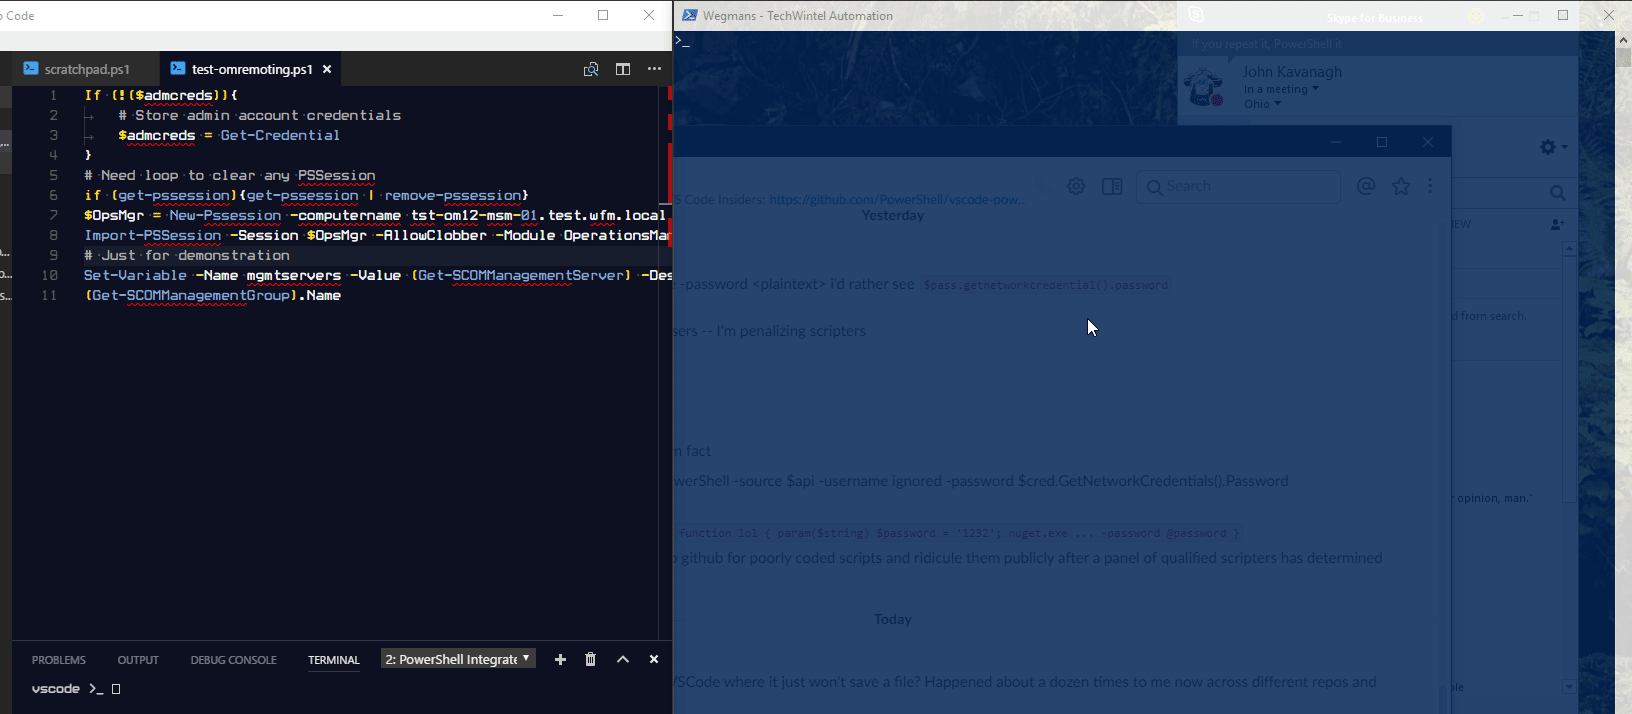 o Code
scratchpad.ps1
test-omremoting.ps1
1 If (!($admcreds)){
2 # Store admin account credentials
3 $admcreds = Get-Credential
4 }
5 # Need loop to clear any PSSession
6 if (get-pssession){get-pssession | remove-pssession}
7 $OpsMgr = New-Pssession -computername tst-om12-msm-01.test.wfm.local
8 Import-PSSession -Session $OpsMgr -AllowClobber -Module OperationsMan
9 # Just for demonstration
10 Set-Variable -Name mgmtservers -Value (Get-SCOMManagementServer) -Des
11 (Get-SCOMManagementGroup).Name
PROBLEMS OUTPUT DEBUG CONSOLE TERMINAL 2: PowerShell Integrate
vscode >_
Wegmans - TechWintel Automation
>_
Skype for Business
If you repeat it, PowerShell it
John Kavanagh
In a meeting
Ohio
Search
S Code Insiders: https://github.com/PowerShell/vscode-pow..
Yesterday
IEW
e -password <plaintext> i'd rather see $pass.getnetworkcredential().password
d from search.
sers -- I'm penalizing scripters
n fact
werShell -source $api -username ignored -password $cred.GetNetworkCredentials().Password
opinion, man."
function lol { param($string) $password = '1232'; nuget.exe ... -password @password }
o github for poorly coded scripts and ridicule them publicly after a panel of qualified scripters has determined
Today
VSCode where it just won't save a file? Happened about a dozen times to me now across different repos and
ble